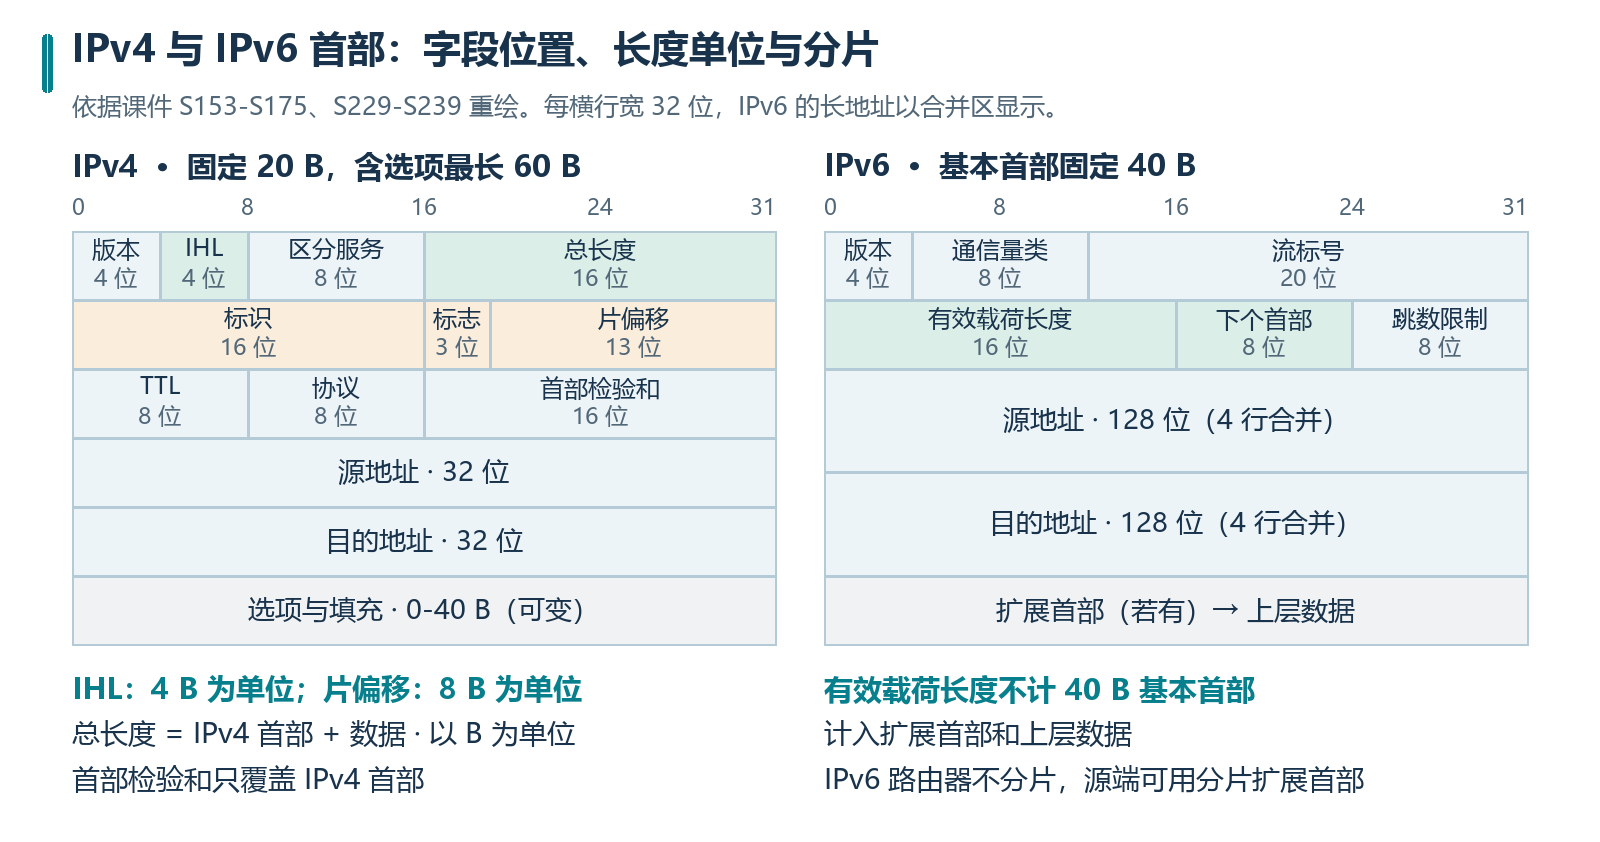 IPv4 与 IPv6 首部：字段位置、长度单位与分片
依据课件 S153-S175、S229-S239 重绘。每横行宽 32 位，IPv6 的长地址以合并区显示。
IPv4 • 固定 20 B，含选项最长 60 B
0 8 16 24 31
版本 IHL 区分服务 总长度
4 位 4 位 8 位 16 位
标识 标志 片偏移
16 位 3 位 13 位
TTL 协议 首部检验和
8 位 8 位 16 位
源地址 · 32 位
目的地址 · 32 位
选项与填充 · 0-40 B（可变）
IHL：4 B 为单位；片偏移：8 B 为单位
总长度 = IPv4 首部 + 数据 · 以 B 为单位
首部检验和只覆盖 IPv4 首部
IPv6 • 基本首部固定 40 B
0 8 16 24 31
版本 通信量类 流标号
4 位 8 位 20 位
有效载荷长度 下个首部 跳数限制
16 位 8 位 8 位
源地址 · 128 位（4 行合并）
目的地址 · 128 位（4 行合并）
扩展首部（若有）→ 上层数据
有效载荷长度不计 40 B 基本首部
计入扩展首部和上层数据
IPv6 路由器不分片，源端可用分片扩展首部